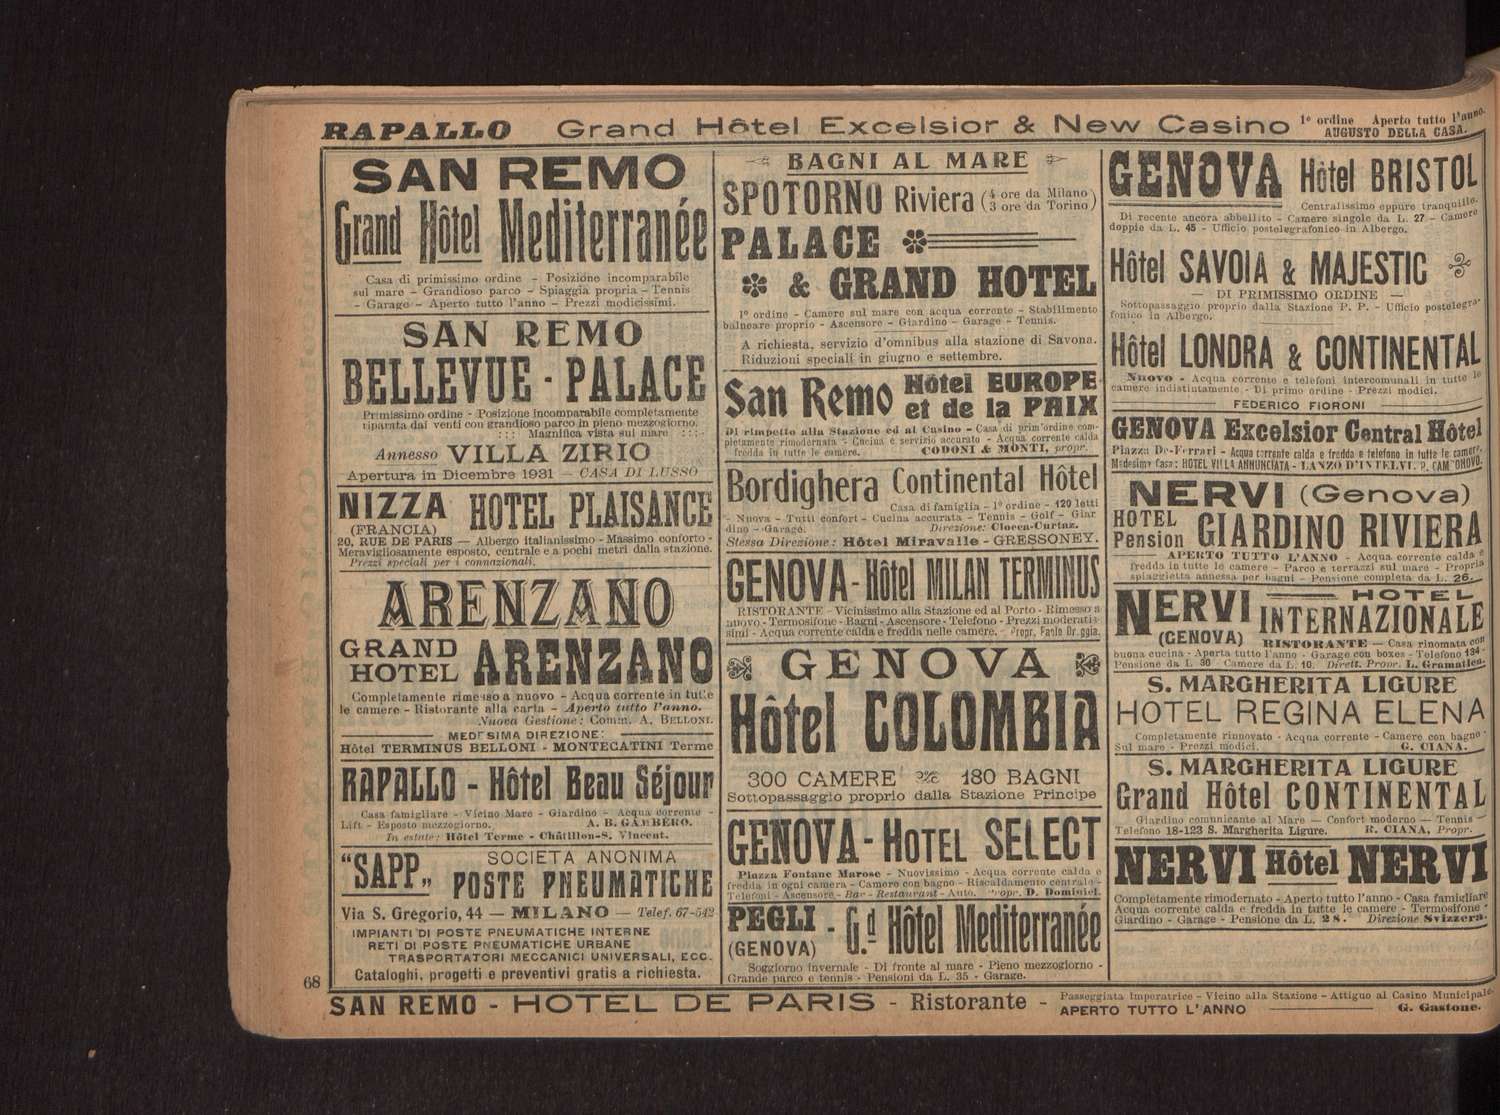 RAPALLO Grand Hôtel Excelsior & New Casino 1º ordine Aperto tutto l'anno.
AUGUSTO DELLA CASA.
SAN REMO
Grand Hôtel Mediterranée
Casa di primissimo ordine - Posizione incomparabile
sul mare - Grandioso parco - Spiaggia propria - Tennis
- Garage - Aperto tutto l'anno - Prezzi modicissimi.
SAN REMO
BELLEVUE - PALACE
Primissimo ordine - Posizione incomparabile completamente
riparata dai venti con grandioso parco in pieno mezzogiorno.
::: Magnifica vista sul mare :::
Annesso VILLA ZIRIO
Apertura in Dicembre 1931 - CASA DI LUSSO
NIZZA
(FRANCIA)
HOTEL PLAISANCE
20, RUE DE PARIS - Albergo italianissimo - Massimo conforto -
Meravigliosamente esposto, centrale e a pochi metri dalla stazione.
Prezzi speciali per i connazionali.
ARENZANO
GRAND
HOTEL
ARENZANO
Completamente rimesso a nuovo - Acqua corrente in tutte
le camere - Ristorante alla carta - Aperto tutto l'anno.
Nuova Gestione: Comm. A. BELLONI.
MEDESIMA DIREZIONE:
Hôtel TERMINUS BELLONI - MONTECATINI Terme
RAPALLO - Hôtel Beau Séjour
Casa famigliare - Vicino Mare - Giardino - Acqua corrente -
Lift - Esposto mezzogiorno. A. B. GAMBERO.
In estate: Hôtel Terme - Châtillon-S. Vincent.
"SAPP„
SOCIETA ANONIMA
POSTE PNEUMATICHE
Via S. Gregorio, 44 - MILANO - Telef. 67-542
IMPIANTI DI POSTE PNEUMATICHE INTERNE
RETI DI POSTE PNEUMATICHE URBANE
TRASPORTATORI MECCANICI UNIVERSALI, ECC.
Cataloghi, progetti e preventivi gratis a richiesta.
68
BAGNI AL MARE
SPOTORNO Riviera (4 ore da Milano)
(3 ore da Torino)
PALACE
& GRAND HOTEL
1º ordine - Camere sul mare con acqua corrente - Stabilimento
balneare proprio - Ascensore - Giardino - Garage - Tennis.
A richiesta, servizio d'omnibus alla stazione di Savona.
Riduzioni speciali in giugno e settembre.
San Remo Hôtel EUROPE
et de la PAIX
Di rimpetto alla Stazione ed al Casino - Casa di prim'ordine com-
pletamente rimodernata - Cucina e servizio accurato - Acqua corrente calda
fredda in tutte le camere. CODONI & MONTI, propr.
Bordighera Continental Hôtel
Casa di famiglia - 1º ordine - 120 letti
- Nuova - Tutti confort - Cucina accurata - Tennis - Golf - Giar
dino - Garage. Direzione: Ciocca-Curtaz.
Stessa Direzione: Hôtel Miravalle - GRESSONEY.
GENOVA - Hôtel MILAN TERMINUS
RISTORANTE - Vicinissimo alla Stazione ed al Porto - Rimesso a
nuovo - Termosifone - Bagni - Ascensore - Telefono - Prezzi moderatis-
simi - Acqua corrente calda e fredda nelle camere. Propr.
GENOVA
Hôtel COLOMBIA
300 CAMERE 180 BAGNI
Sottopassaggio proprio dalla Stazione Principe
GENOVA - HOTEL SELECT
Piazza Fontane Marose - Nuovissimo - Acqua corrente calda e
fredda in ogni camera - Camere con bagno - Riscaldamento centrale -
Telefoni - Ascensore - Bar - Restaurant - Auto. Propr. D. Dominici.
PEGLI
(GENOVA)
- G.d Hôtel Mediterranée
Soggiorno invernale - Di fronte al mare - Pieno mezzogiorno -
Grande parco e tennis - Pensioni da L. 35 - Garage.
GENOVA Hôtel BRISTOL
Centralissimo eppure tranquillo.
Di recente ancora abbellito - Camere singole da L. 27 - Camere
doppie da L. 45 - Ufficio postelegrafonico in Albergo.
Hôtel SAVOIA & MAJESTIC
- DI PRIMISSIMO ORDINE -
Sottopassaggio proprio dalla Stazione P. P. - Ufficio postelegra-
fonico in Albergo.
Hôtel LONDRA & CONTINENTAL
Nuovo - Acqua corrente e telefoni intercomunali in tutte le
camere indistintamente - Di primo ordine - Prezzi modici.
FEDERICO FIORONI
GENOVA Excelsior Central Hôtel
Piazza De-Ferrari - Acqua corrente calda e fredda e telefono in tutte le camere.
Medesima Casa: HOTEL VILLA ANNUNCIATA - LANZO D'INTELVI. P. CAMPIONOVO.
NERVI (Genova)
HOTEL
Pension
GIARDINO RIVIERA
APERTO TUTTO L'ANNO - Acqua corrente calda e
fredda in tutte le camere - Parco e terrazzi sul mare - Propria
spiaggietta annessa per bagni - Pensione completa da L. 26.
NERVI
(GENOVA)
HOTEL
INTERNAZIONALE
RISTORANTE - Casa rinomata con
buona cucina - Aperto tutto l'anno - Garage con boxes - Telefono 134 -
Pensione da L. 30 Camere da L. 10. Dirett. Propr. L. Gramatica.
S. MARGHERITA LIGURE
HOTEL REGINA ELENA
Completamente rinnovato - Acqua corrente - Camere con bagno -
Sul mare - Prezzi modici. G. CIANA.
S. MARGHERITA LIGURE
Grand Hôtel CONTINENTAL
Giardino comunicante al Mare - Confort moderno - Tennis -
Telefono 18-123 S. Margherita Ligure. R. CIANA, Propr.
NERVI Hôtel NERVI
Completamente rimodernato - Aperto tutto l'anno - Casa famigliare
Acqua corrente calda e fredda in tutte le camere - Termosifone -
Giardino - Garage - Pensione da L. 28. Direzione Svizzera.
SAN REMO - HOTEL DE PARIS - Ristorante - Passeggiata Imperatrice - Vicino alla Stazione - Attiguo al Casino Municipale.
APERTO TUTTO L'ANNO G. Gastone.